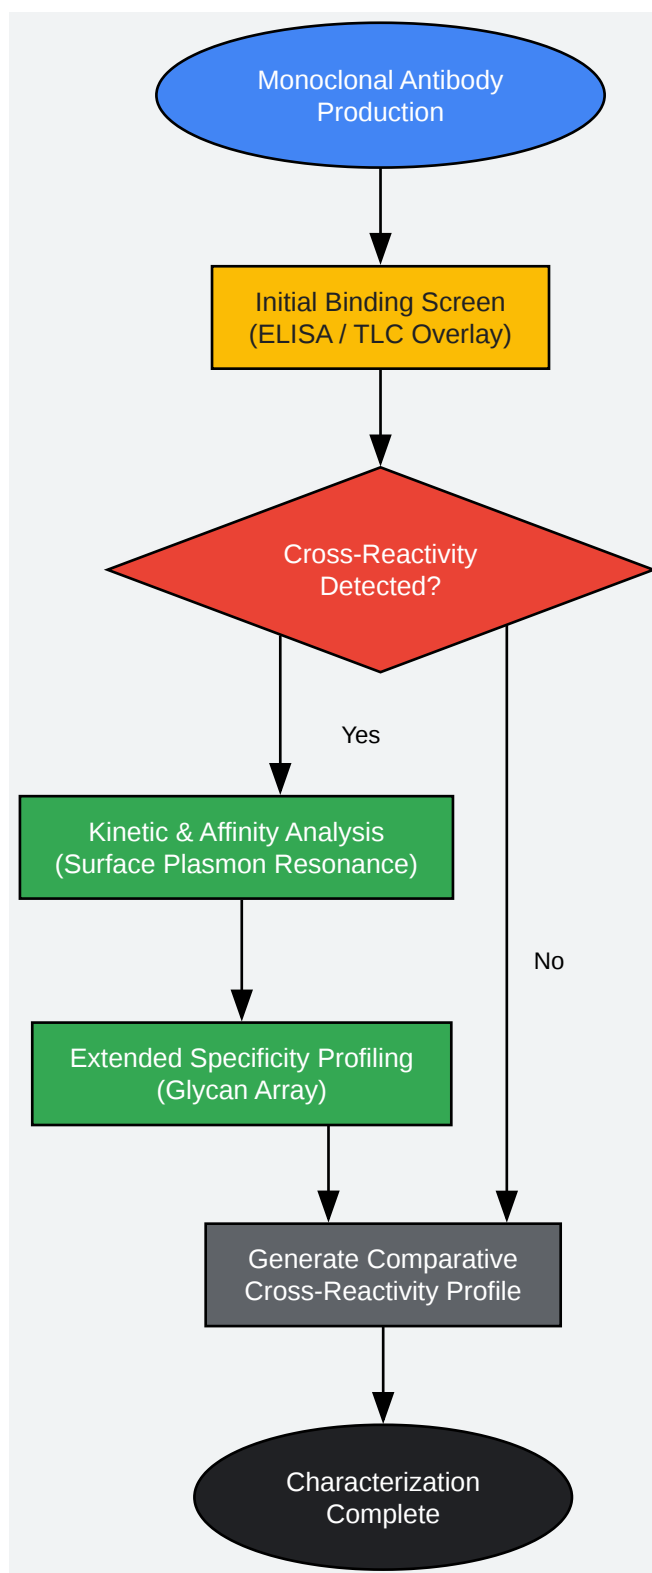 Monoclonal Antibody
Production
Initial Binding Screen
(ELISA / TLC Overlay)
Cross-Reactivity
Detected?
Yes
Kinetic & Affinity Analysis
(Surface Plasmon Resonance)
No
Extended Specificity Profiling
(Glycan Array)
Generate Comparative
Cross-Reactivity Profile
Characterization
Complete